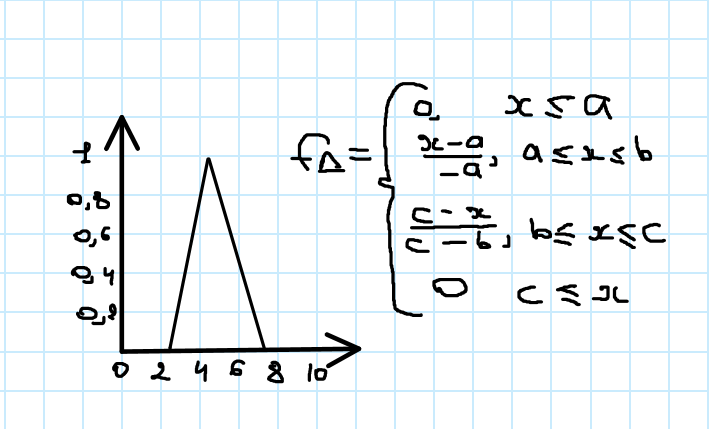 1
0,8
0,6
0,4
0,2
0 2 4 6 8 10
f△ =
0, x ≤ a
x-a/-a, a ≤ x ≤ b
c-x/c-b, b ≤ x ≤ c
0 c ≤ x